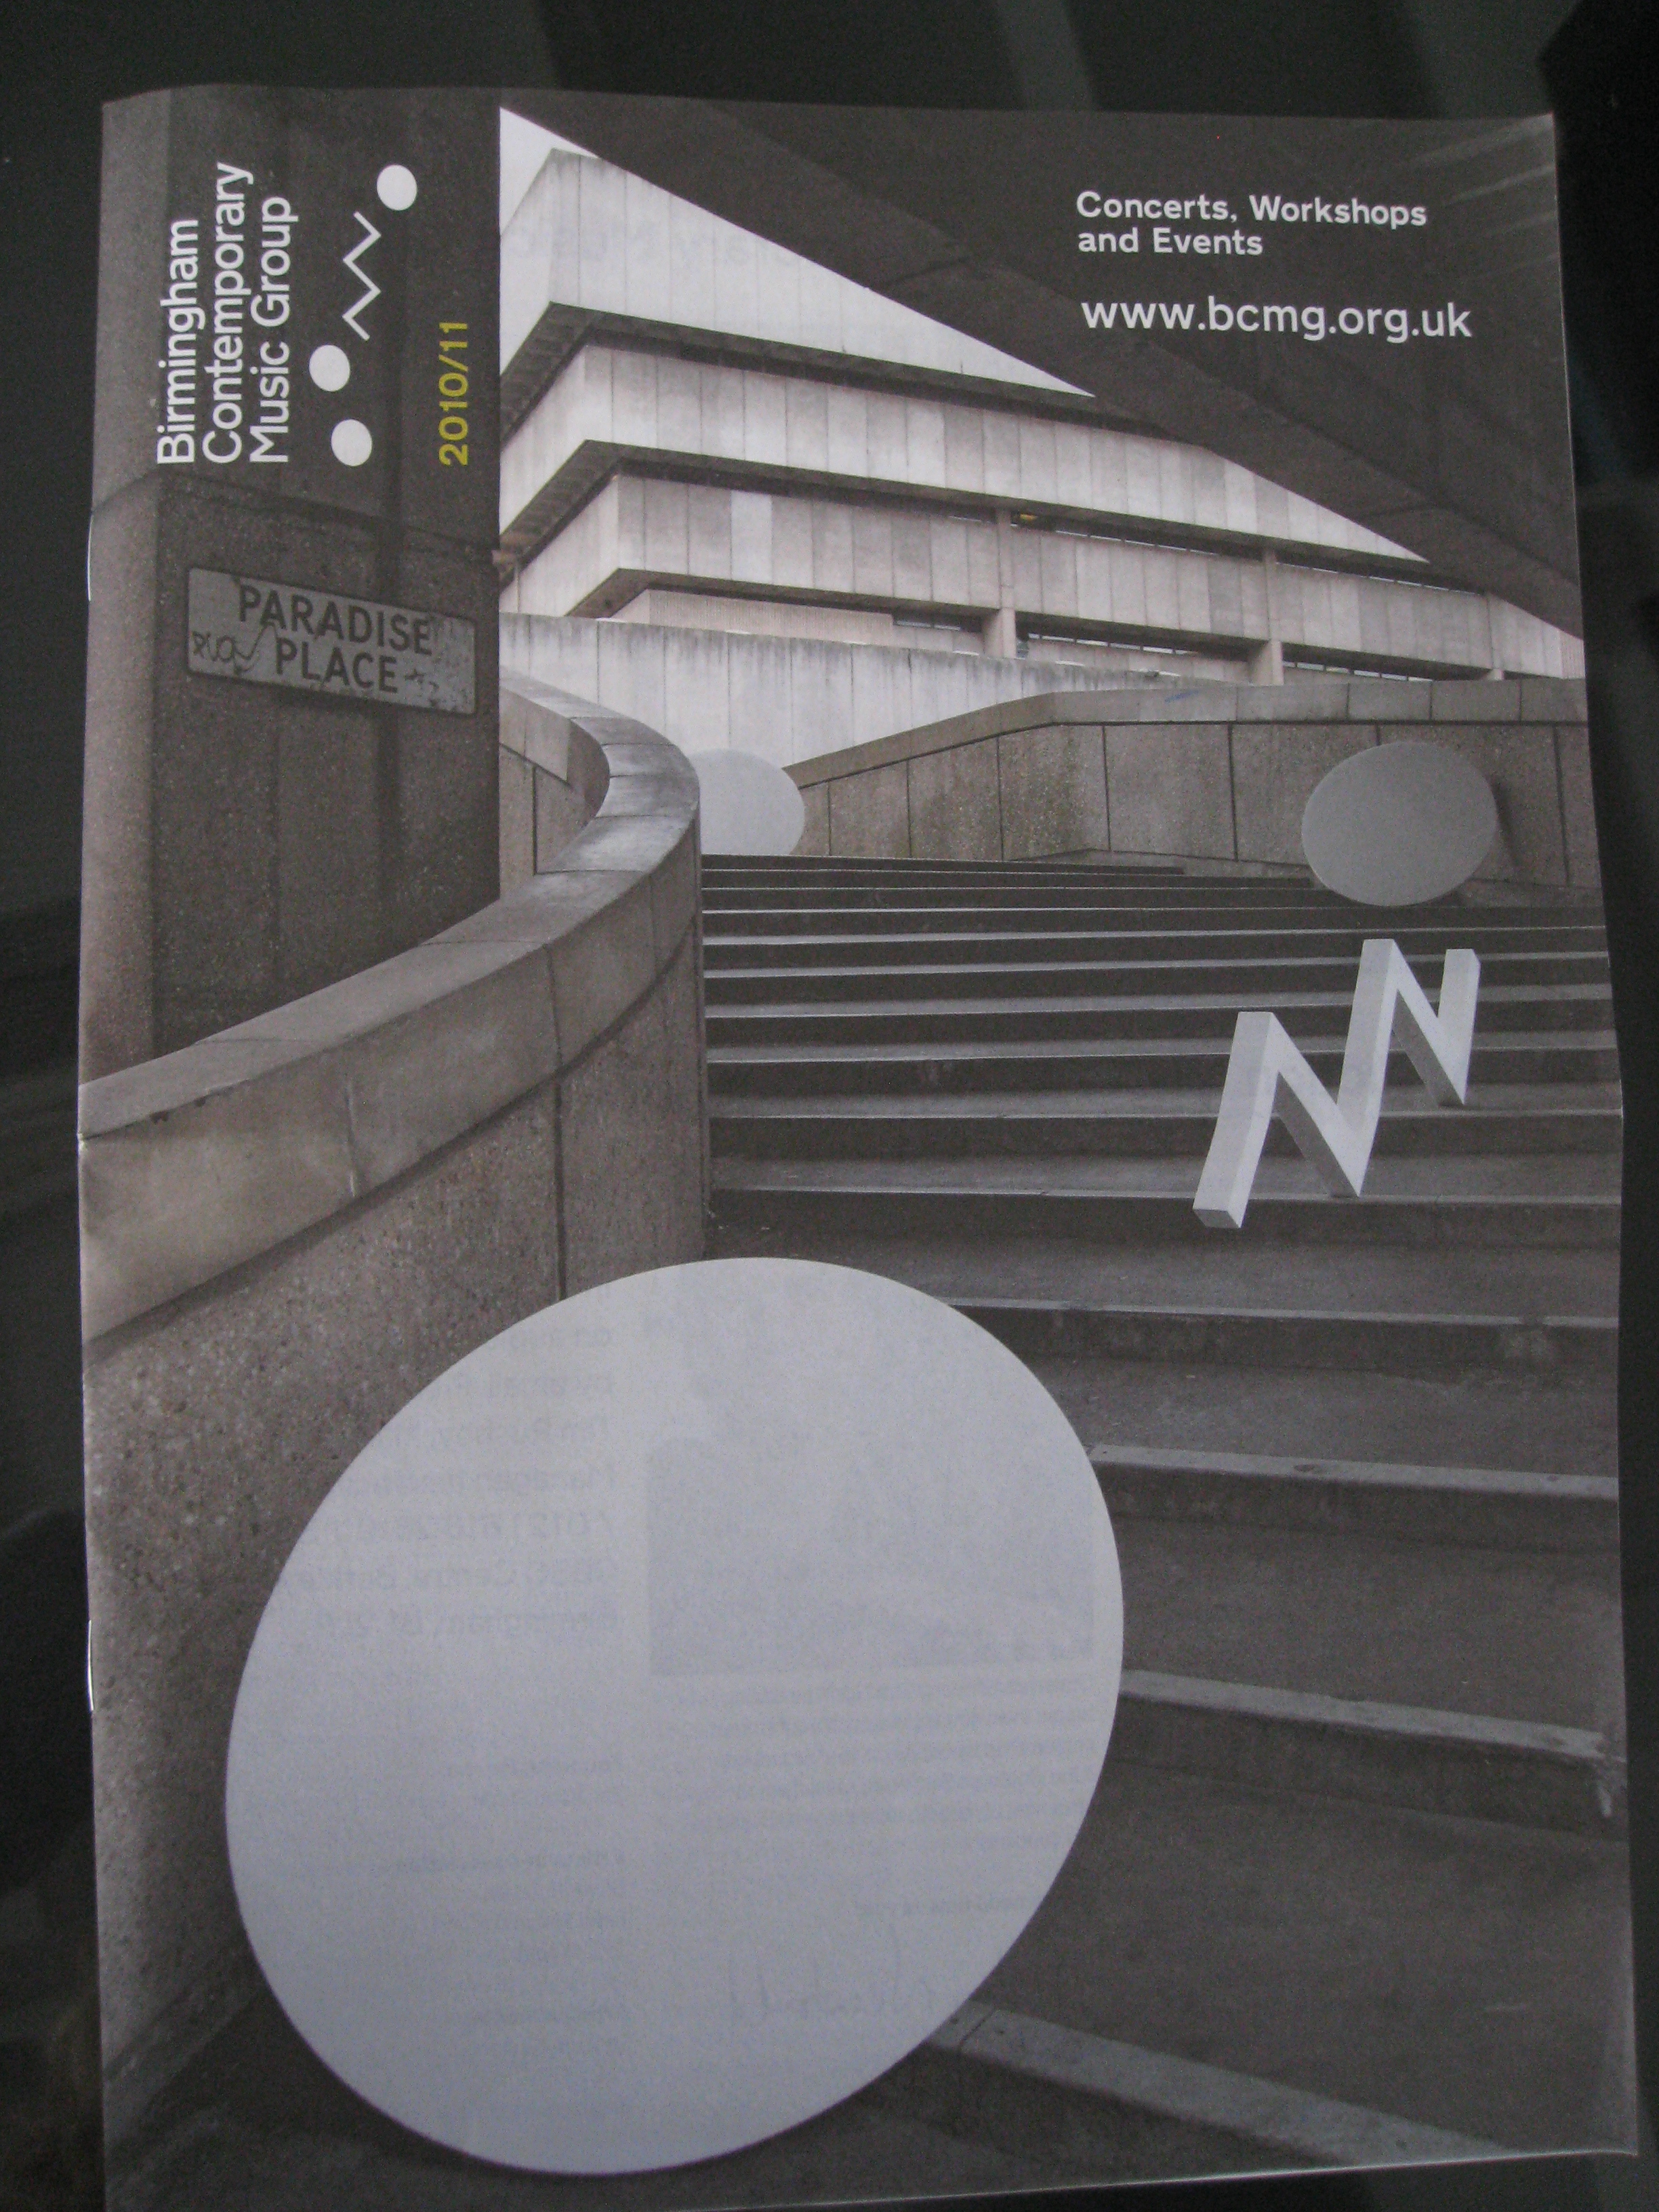 Birmingham
Contemporary
Music Group
2010/11
Concerts, Workshops
and Events
www.bcmg.org.uk
PARADISE
PLACE